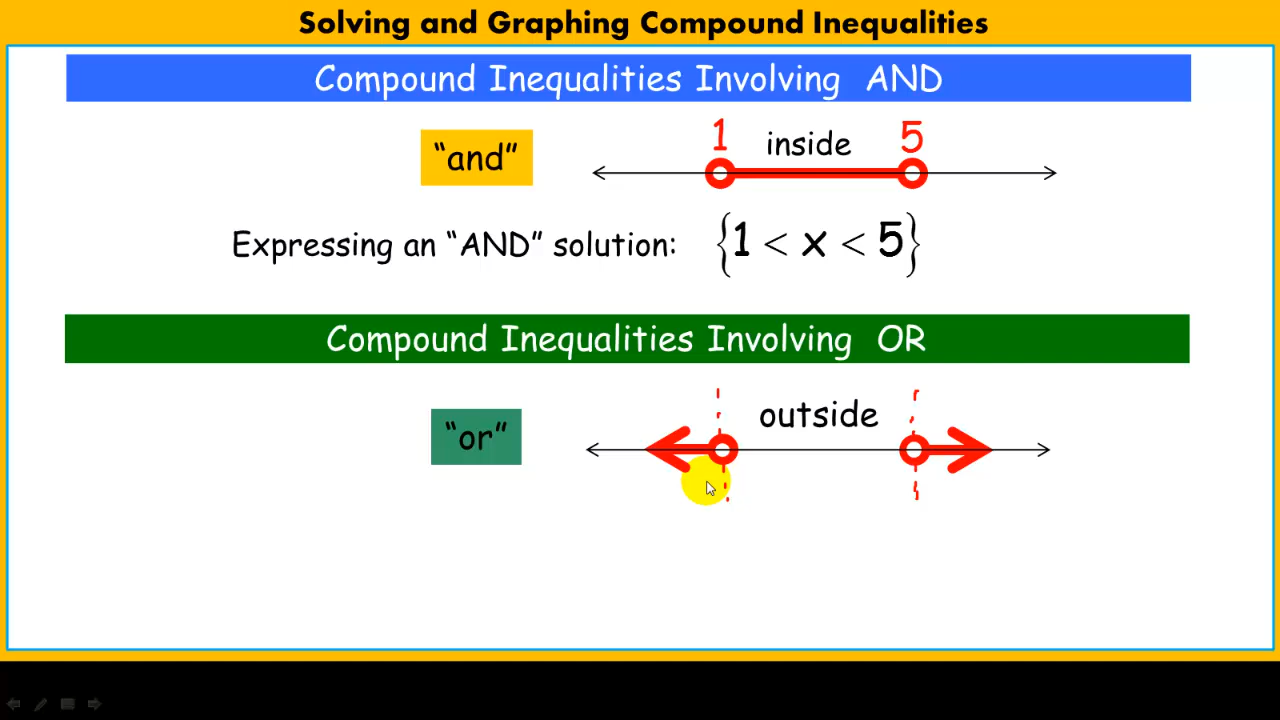 Solving and Graphing Compound Inequalities
Compound Inequalities Involving AND
“and”
1 inside 5
Expressing an “AND” solution: {1 < x < 5}
Compound Inequalities Involving OR
“or”
outside